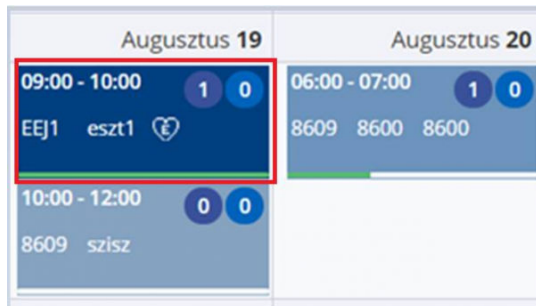 Augusztus 19
09:00 - 10:00 1 0
EEJ1 eszt1 É
10:00 - 12:00 0 0
8609 szisz
Augusztus 20
06:00 - 07:00 1 0
8609 8600 8600